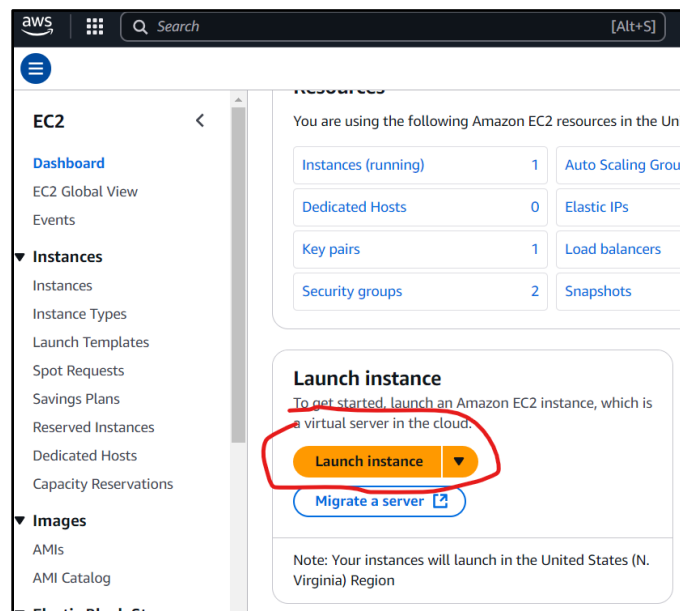 aws
Search
[Alt+S]
EC2
Dashboard
EC2 Global View
Events
Instances
Instances
Instance Types
Launch Templates
Spot Requests
Savings Plans
Reserved Instances
Dedicated Hosts
Capacity Reservations
Images
AMIs
AMI Catalog
Resources
You are using the following Amazon EC2 resources in the Un
Instances (running) 1 Auto Scaling Grou
Dedicated Hosts 0 Elastic IPs
Key pairs 1 Load balancers
Security groups 2 Snapshots
Launch instance
To get started, launch an Amazon EC2 instance, which is
a virtual server in the cloud.
Launch instance
Migrate a server
Note: Your instances will launch in the United States (N.
Virginia) Region